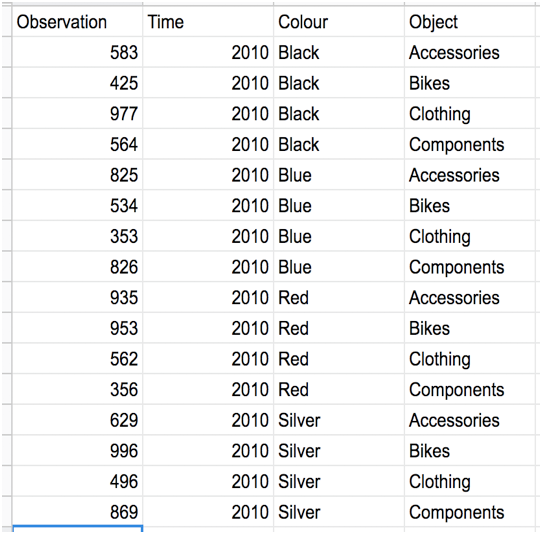 Observation Time Colour Object
583 2010 Black Accessories
425 2010 Black Bikes
977 2010 Black Clothing
564 2010 Black Components
825 2010 Blue Accessories
534 2010 Blue Bikes
353 2010 Blue Clothing
826 2010 Blue Components
935 2010 Red Accessories
953 2010 Red Bikes
562 2010 Red Clothing
356 2010 Red Components
629 2010 Silver Accessories
996 2010 Silver Bikes
496 2010 Silver Clothing
869 2010 Silver Components